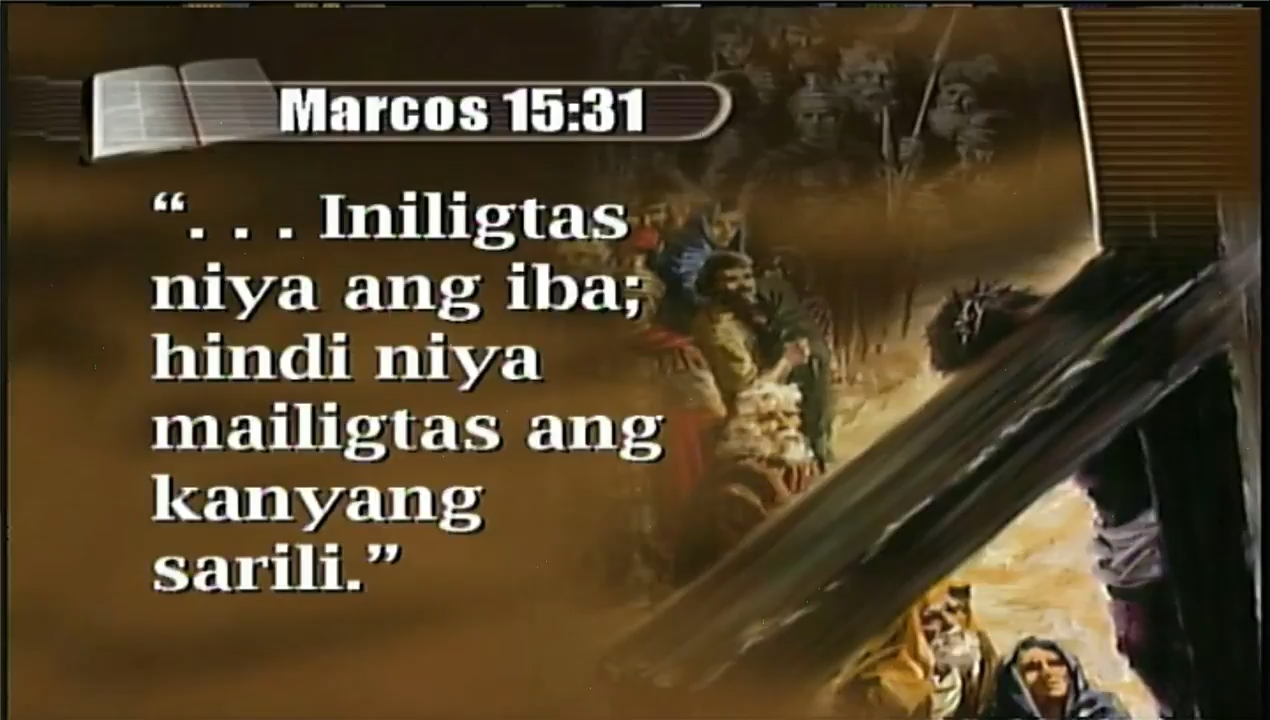 Marcos 15:31
“. . . Iniligtas
niya ang iba;
hindi niya
mailigtas ang
kanyang
sarili.”